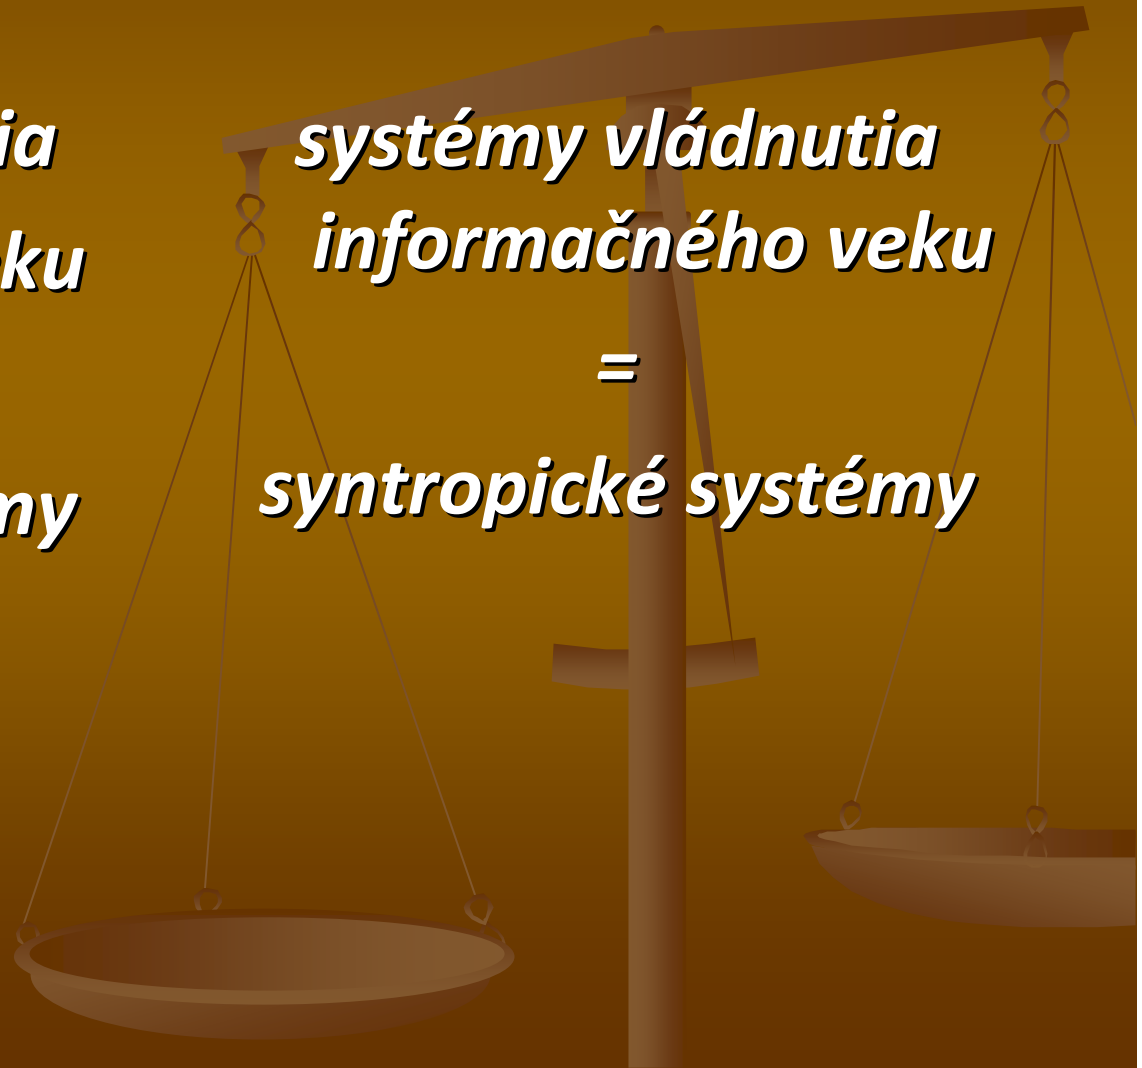 systémy vládnutia
informačného veku
=
syntropické systémy